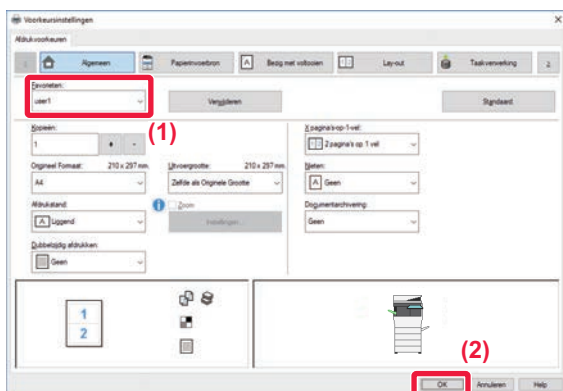 Voorkeursinstellingen
Afdrukvoorkeuren
Algemeen Papierinvoerbron Bezig met voltooien Lay-out Taakverwerking
Favorieten:
user1 Verwijderen Standaard
(1)
Kopieën: X pagina's-op-1-vel:
1 + - 2 pagina's op 1 vel
Origineel Formaat: 210 x 297 mm. Uitvoergrootte: 210 x 297 mm. Nieten:
A4 Zelfde als Originele Grootte Geen
Afdrukstand: Zoom Documentarchivering:
Liggend Instellingen... Geen
Dubbelzijdig afdrukken:
Geen
1
2
(2)
OK Annuleren Help